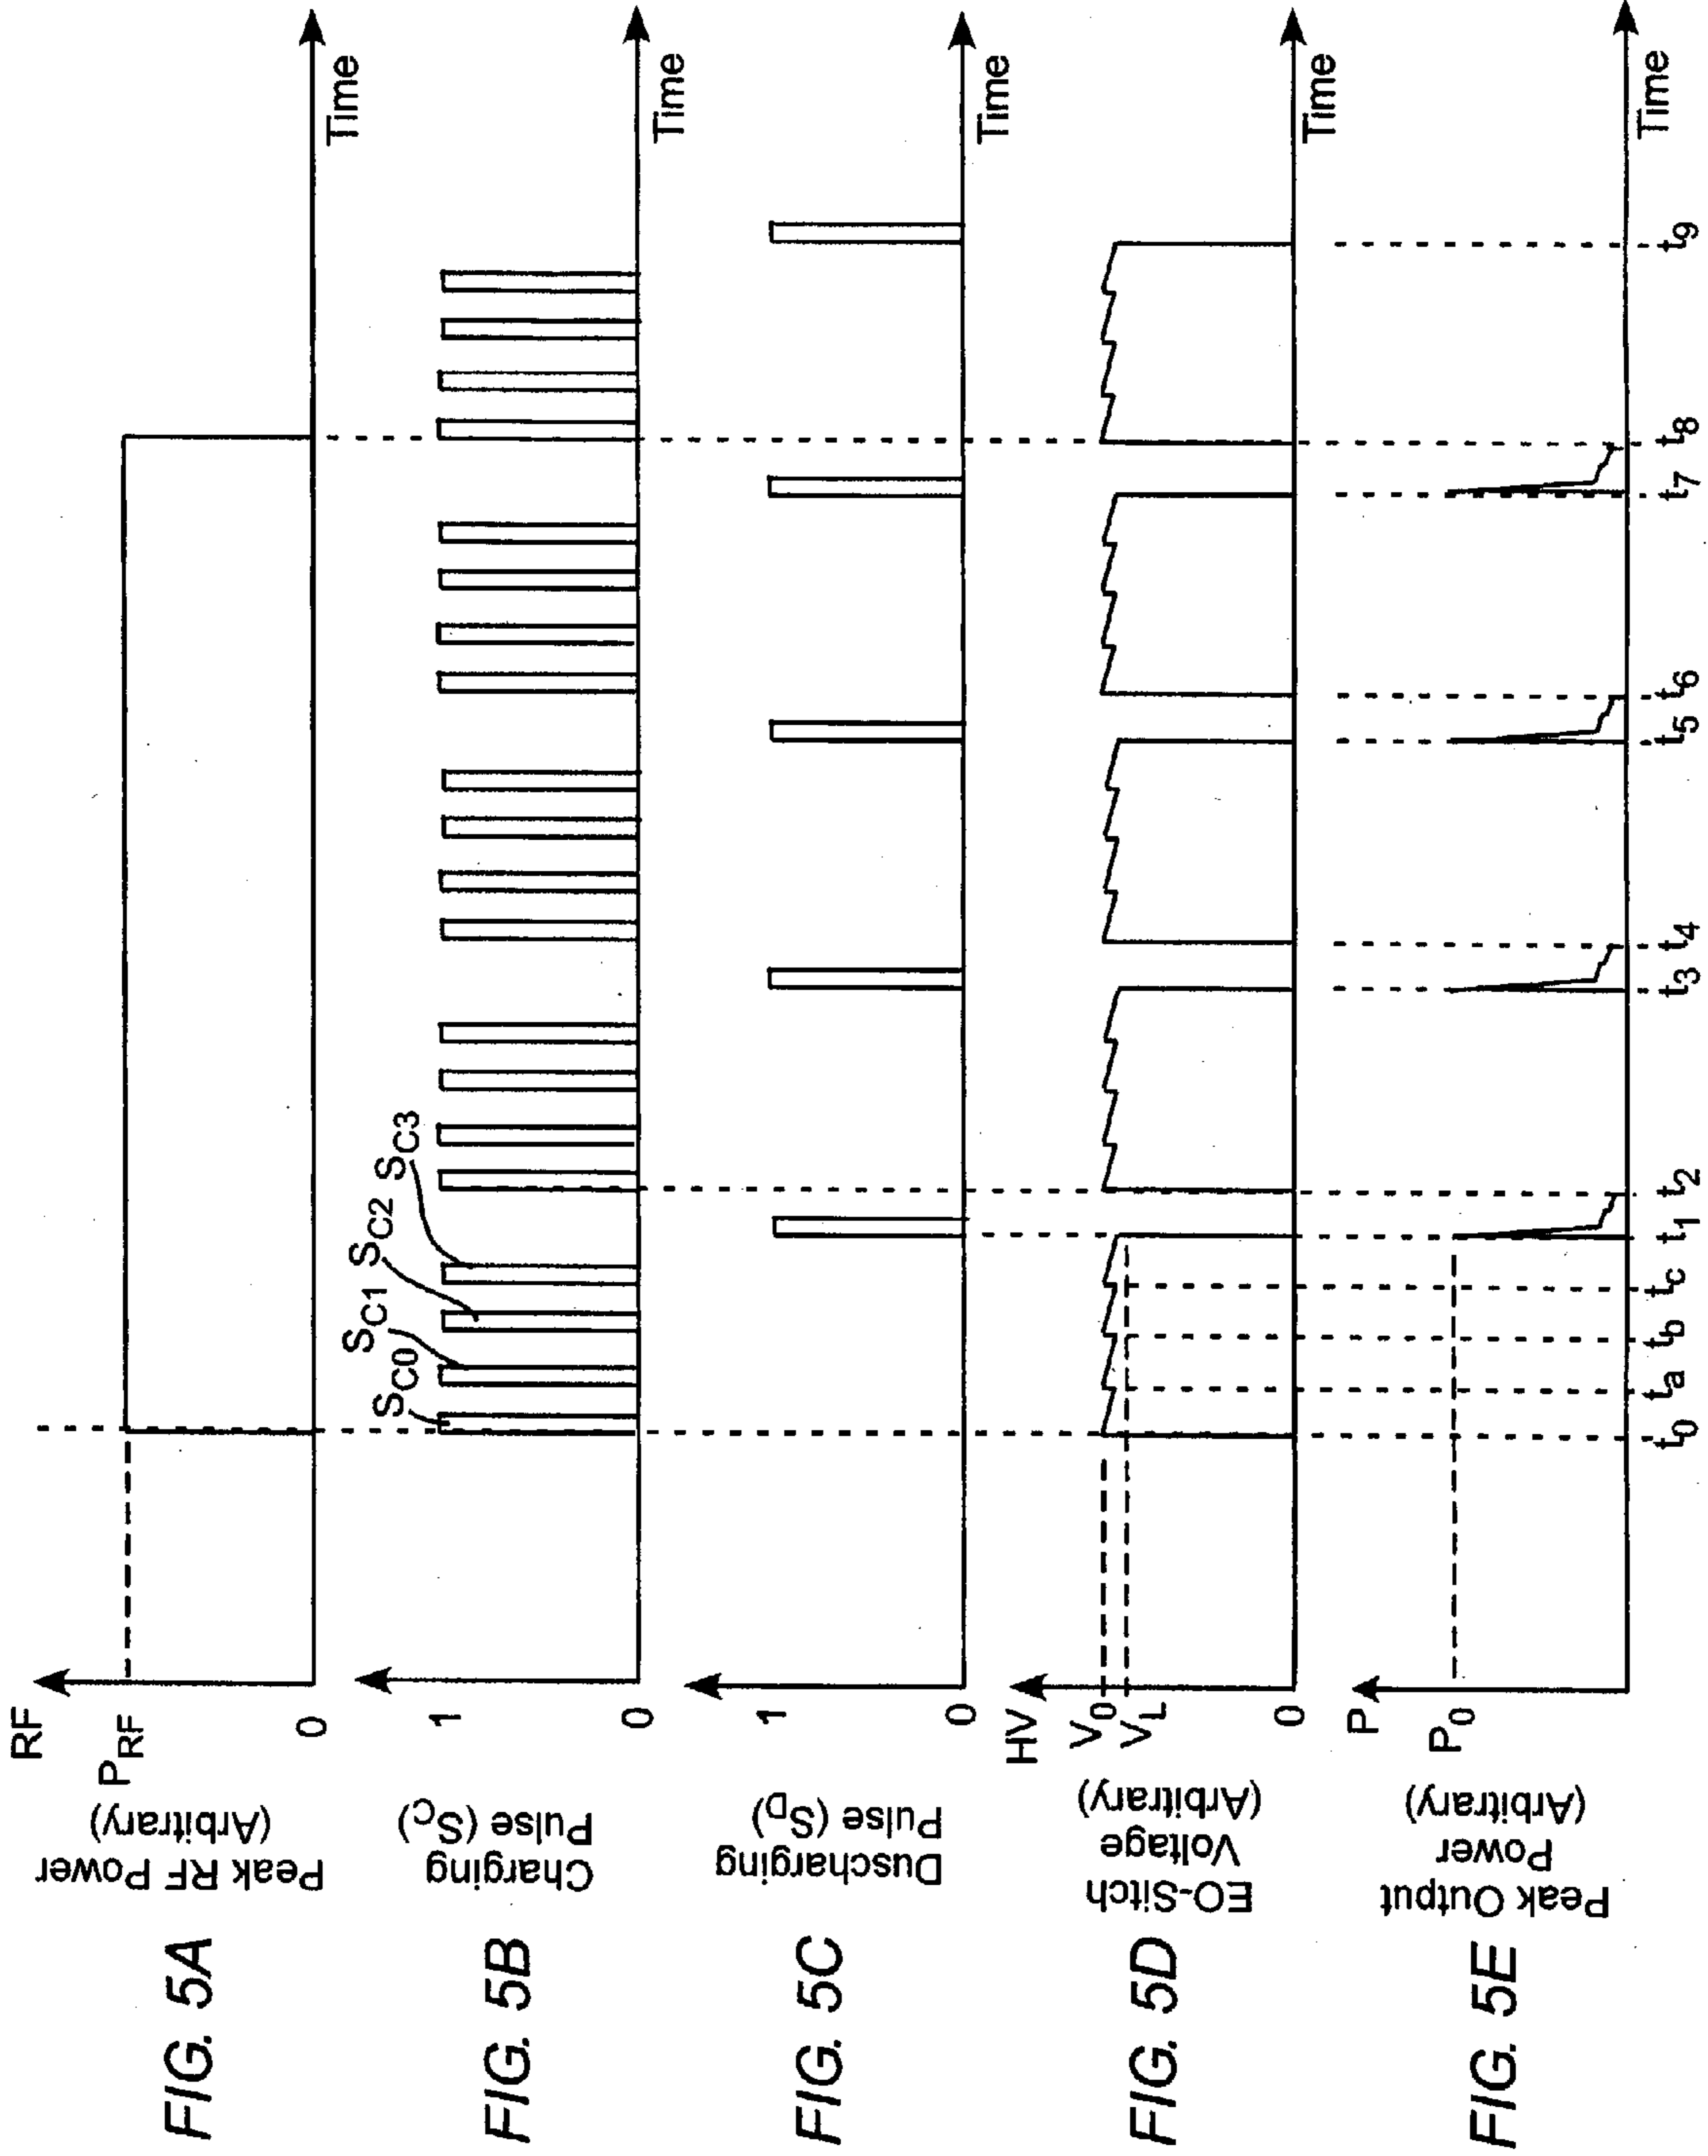 FIG. 5A
Peak RF Power
(Arbitrary)
RF
P_RF
0
Time
FIG. 5B
Charging
Pulse (S_C)
1
0
S_C0
S_C1
S_C2
S_C3
Time
FIG. 5C
Duscharging
Pulse (S_D)
1
0
Time
FIG. 5D
EO-Sitch
Voltage
(Arbitrary)
HV
V_0
V_L
0
Time
FIG. 5E
Peak Output
Power
(Arbitrary)
P
P_0
t_0 t_a t_b t_c t_1 t_2 t_3 t_4 t_5 t_6 t_7 t_8 t_9
Time